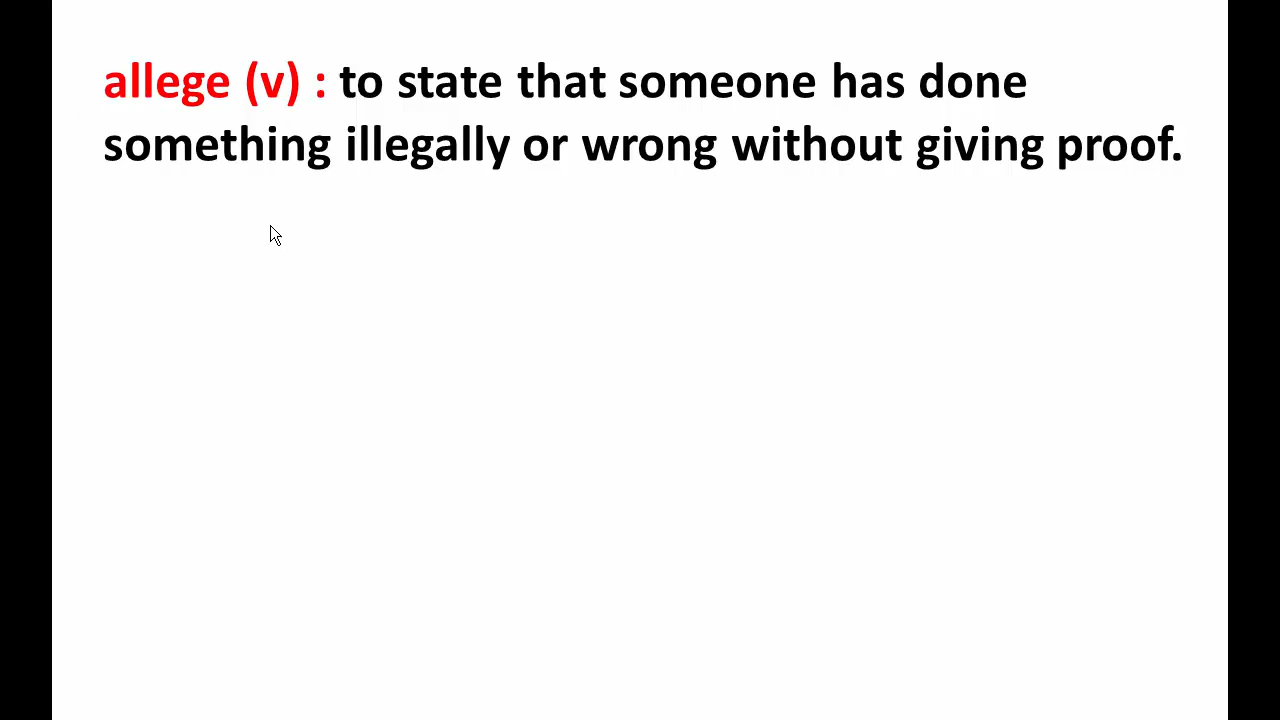 allege (v) : to state that someone has done
something illegally or wrong without giving proof.